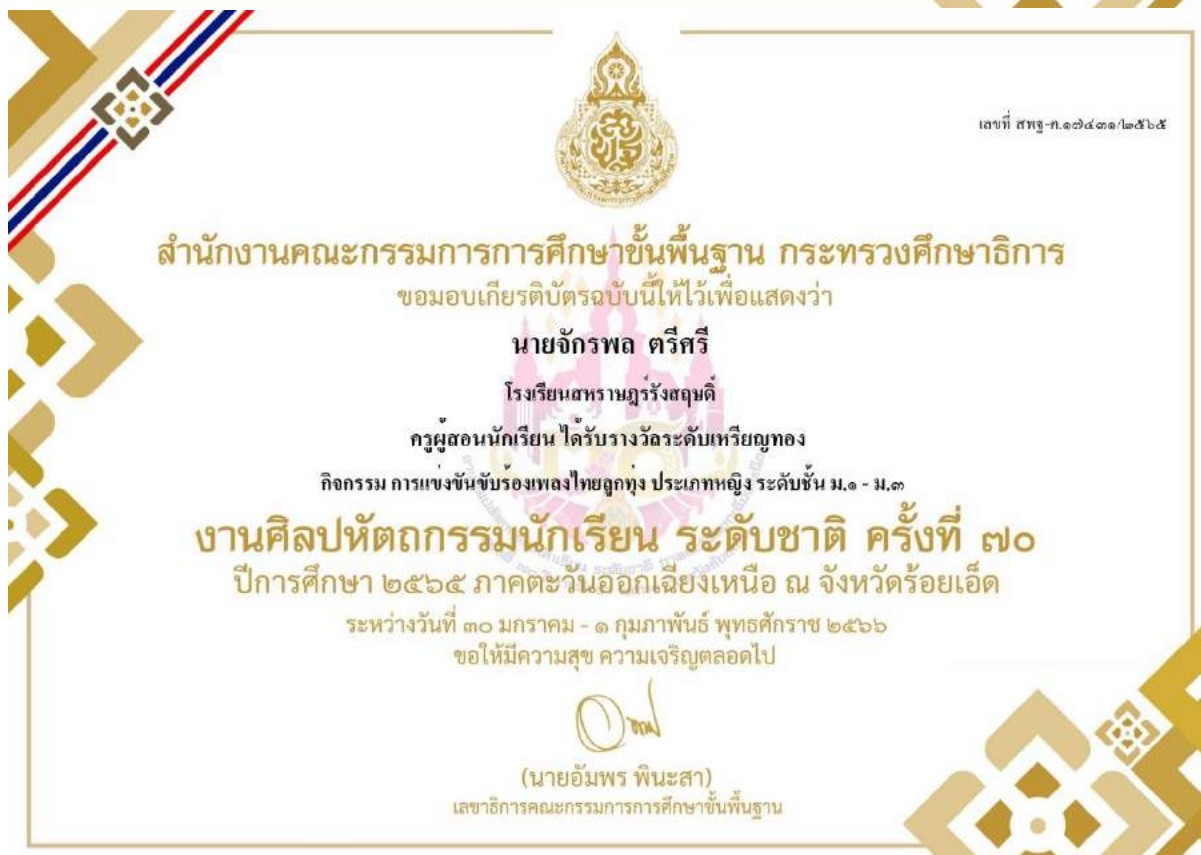 เลขที่ สพฐ-ค.๑๗๔๓๑/๒๕๖๕
สำนักงานคณะกรรมการการศึกษาขั้นพื้นฐาน กระทรวงศึกษาธิการ
ขอมอบเกียรติบัตรฉบับนี้ให้ไว้เพื่อแสดงว่า
นายจักรพล ตรีศรี
โรงเรียนสหราษฎร์รังสฤษดิ์
ครูผู้สอนนักเรียน ได้รับรางวัลระดับเหรียญทอง
กิจกรรม การแข่งขันขับร้องเพลงไทยลูกทุ่ง ประเภทหญิง ระดับชั้น ม.๑ - ม.๓
งานศิลปหัตถกรรมนักเรียน ระดับชาติ ครั้งที่ ๗๐
ปีการศึกษา ๒๕๖๕ ภาคตะวันออกเฉียงเหนือ ณ จังหวัดร้อยเอ็ด
ระหว่างวันที่ ๓๐ มกราคม - ๑ กุมภาพันธ์ พุทธศักราช ๒๕๖๖
ขอให้มีความสุข ความเจริญตลอดไป
(นายอัมพร พินะสา)
เลขาธิการคณะกรรมการการศึกษาขั้นพื้นฐาน